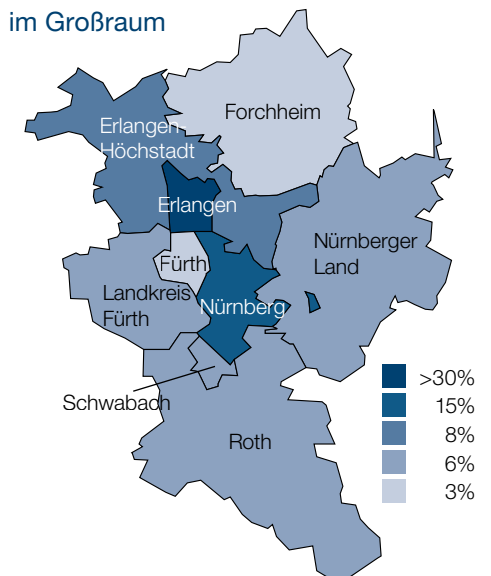 im Großraum
Forchheim
Erlangen
Höchstadt
Erlangen
Nürnberger
Land
Fürth
Landkreis
Fürth
Nürnberg
Schwabach
Roth
>30%
15%
8%
6%
3%